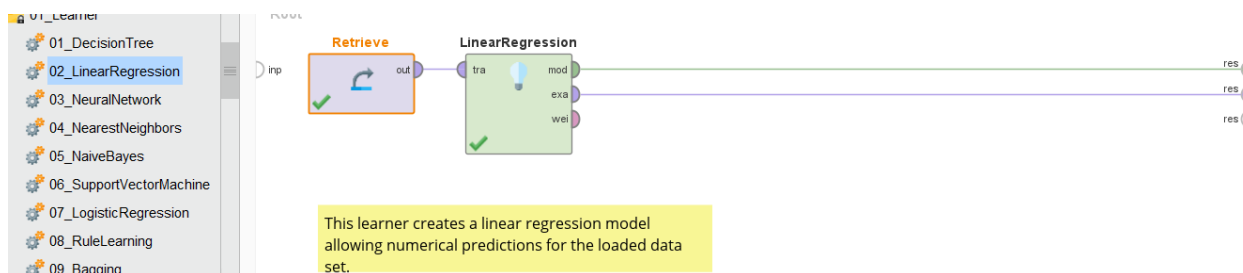 01_Learner
Root
01_DecisionTree
02_LinearRegression
03_NeuralNetwork
04_NearestNeighbors
05_NaiveBayes
06_SupportVectorMachine
07_LogisticRegression
08_RuleLearning
09_Bagging
inp
Retrieve
out
LinearRegression
tra
mod
exa
wei
res
res
res
This learner creates a linear regression model
allowing numerical predictions for the loaded data
set.